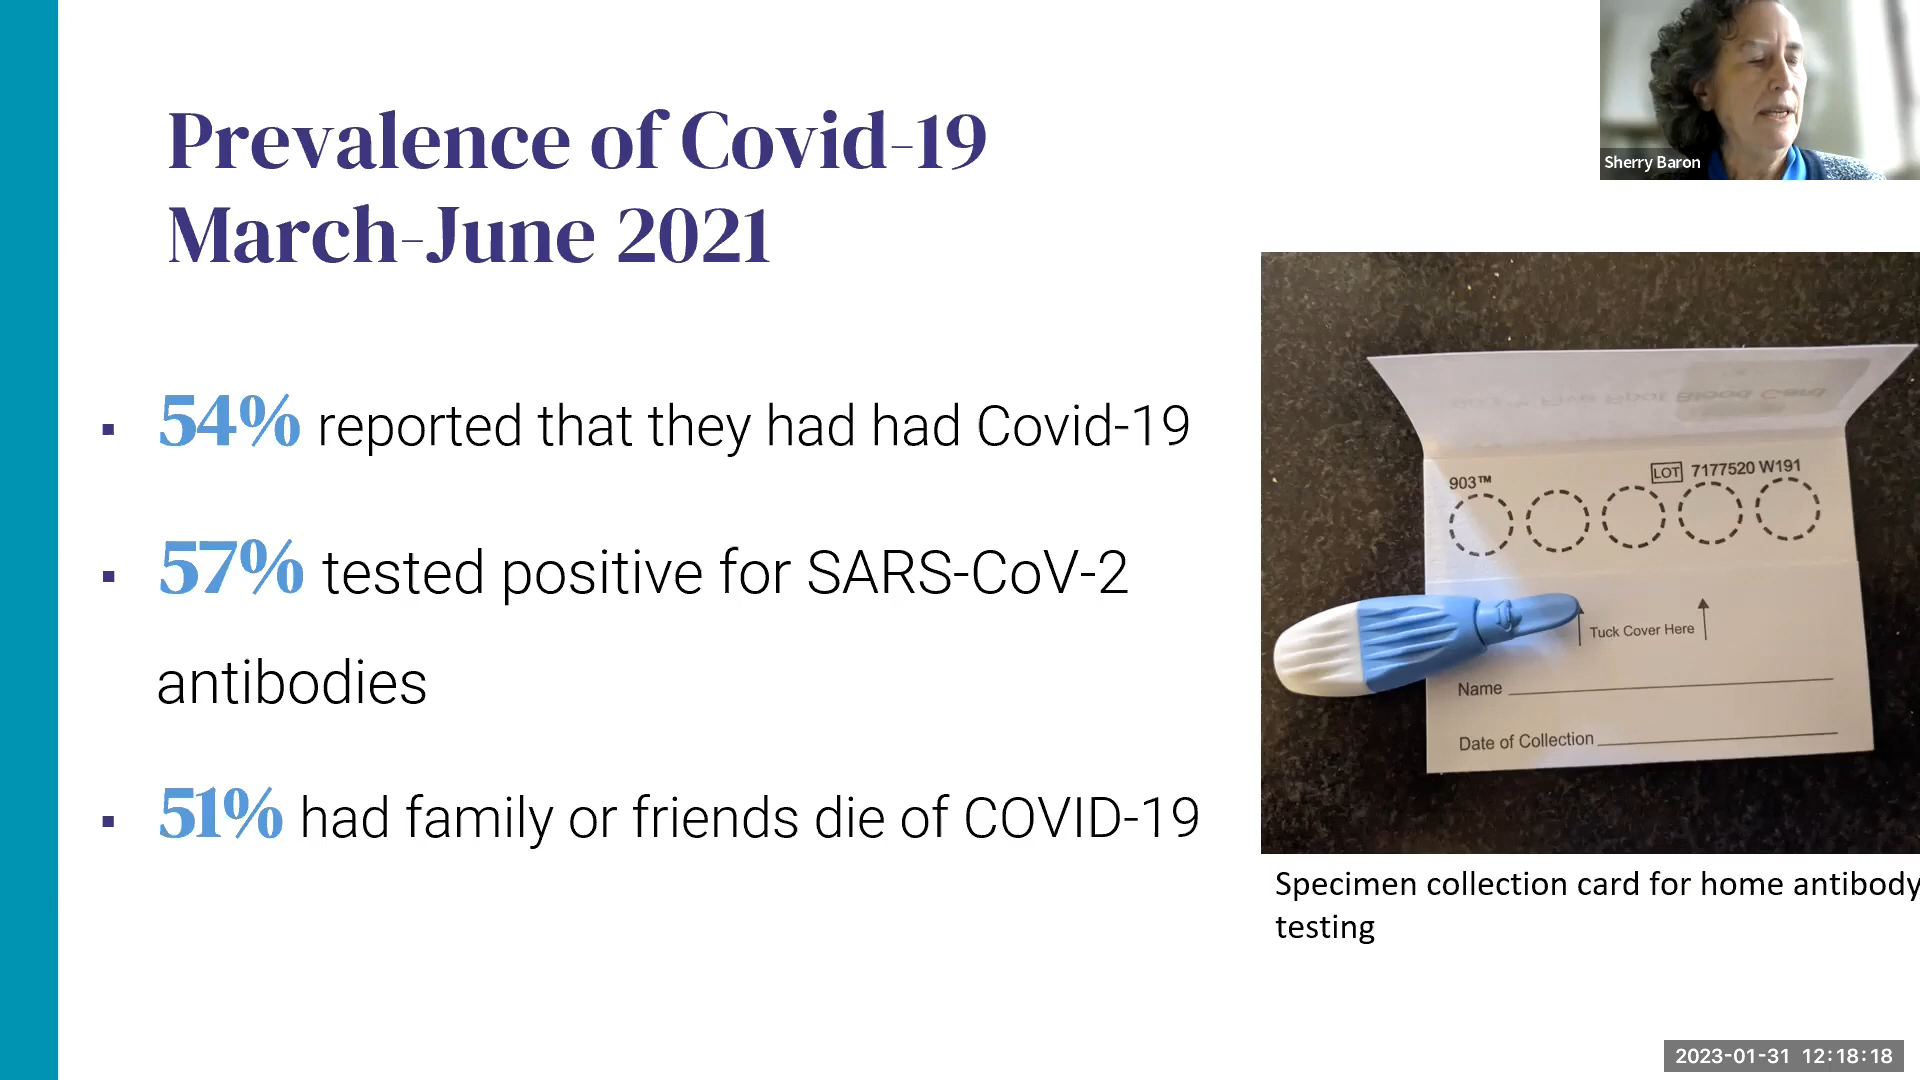 Prevalence of Covid-19
March-June 2021
Sherry Baron
▪ 54% reported that they had had Covid-19
▪ 57% tested positive for SARS-CoV-2
antibodies
▪ 51% had family or friends die of COVID-19
903™ LOT 7177520 W191
Tuck Cover Here
Name
Date of Collection
Specimen collection card for home antibody
testing
2023-01-31 12:18:18